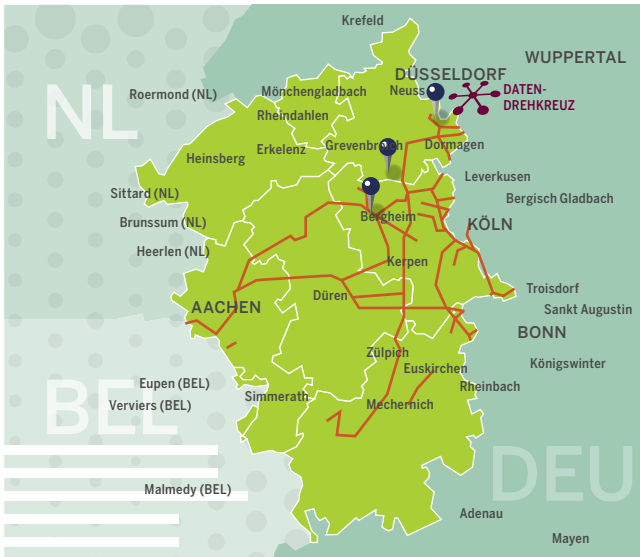 Krefeld
WUPPERTAL
DÜSSELDORF
NL
Roermond (NL)
Mönchengladbach
Neuss
DATEN-
DREHKREUZ
Rheindahlen
Heinsberg
Erkelenz
Grevenbroich
Dormagen
Leverkusen
Sittard (NL)
Bergisch Gladbach
Brunssum (NL)
Bergheim
KÖLN
Heerlen (NL)
Kerpen
AACHEN
Düren
Troisdorf
Sankt Augustin
BONN
Zülpich
Königswinter
Euskirchen
Eupen (BEL)
Simmerath
Rheinbach
BEL
Verviers (BEL)
Mechernich
DEU
Malmedy (BEL)
Adenau
Mayen